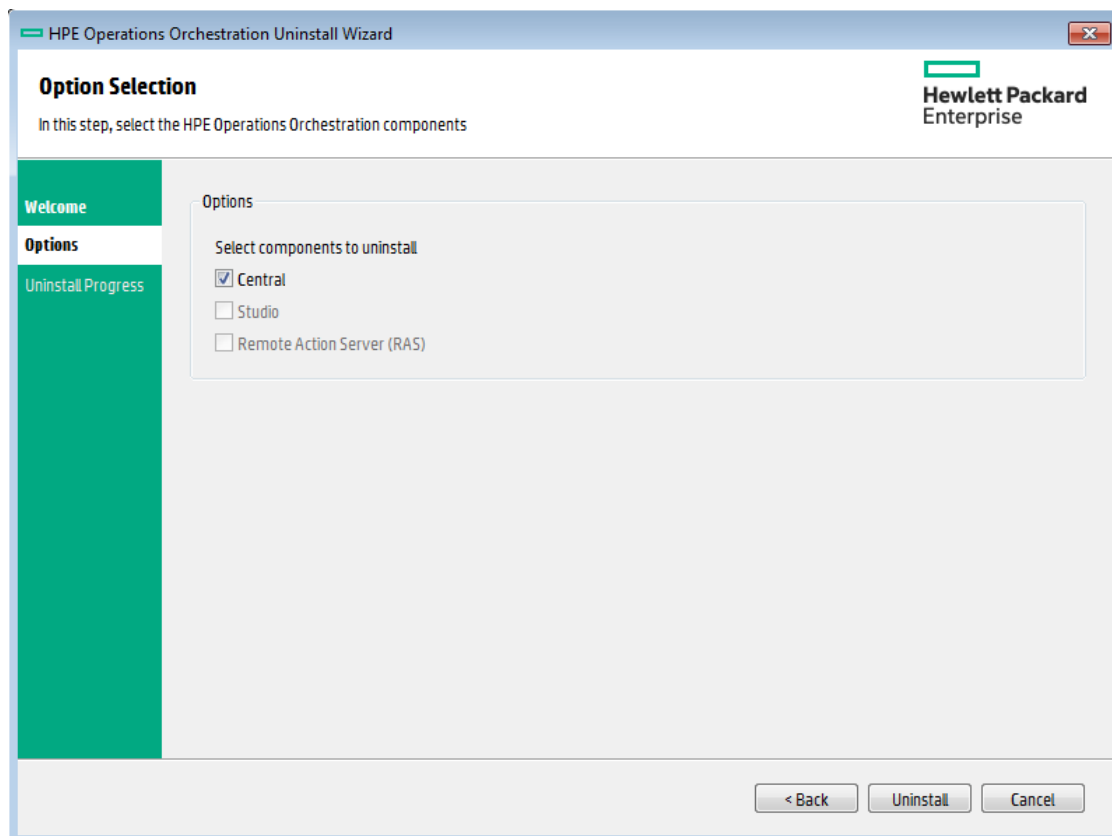 HPE Operations Orchestration Uninstall Wizard
Option Selection
In this step, select the HPE Operations Orchestration components
Hewlett Packard
Enterprise
Welcome
Options
Uninstall Progress
Options
Select components to uninstall
Central
Studio
Remote Action Server (RAS)
< Back
Uninstall
Cancel